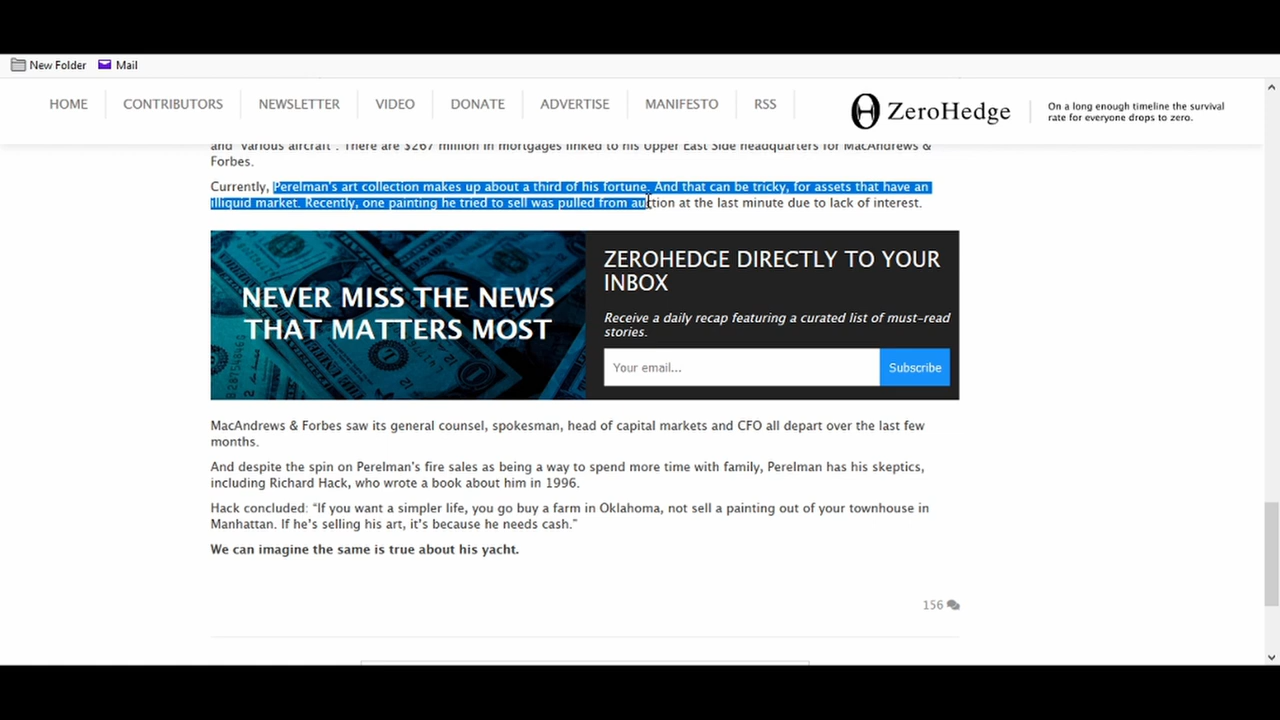 New Folder Mail
HOME CONTRIBUTORS NEWSLETTER VIDEO DONATE ADVERTISE MANIFESTO RSS
ZeroHedge
On a long enough timeline the survival
rate for everyone drops to zero.
and "various aircraft". There are $267 million in mortgages linked to his Upper East Side headquarters for MacAndrews &
Forbes.
Currently, Perelman's art collection makes up about a third of his fortune. And that can be tricky, for assets that have an
illiquid market. Recently, one painting he tried to sell was pulled from auction at the last minute due to lack of interest.
NEVER MISS THE NEWS
THAT MATTERS MOST
ZEROHEDGE DIRECTLY TO YOUR
INBOX
Receive a daily recap featuring a curated list of must-read
stories.
Your email...
Subscribe
MacAndrews & Forbes saw its general counsel, spokesman, head of capital markets and CFO all depart over the last few
months.
And despite the spin on Perelman's fire sales as being a way to spend more time with family, Perelman has his skeptics,
including Richard Hack, who wrote a book about him in 1996.
Hack concluded: “If you want a simpler life, you go buy a farm in Oklahoma, not sell a painting out of your townhouse in
Manhattan. If he's selling his art, it's because he needs cash.”
We can imagine the same is true about his yacht.
156